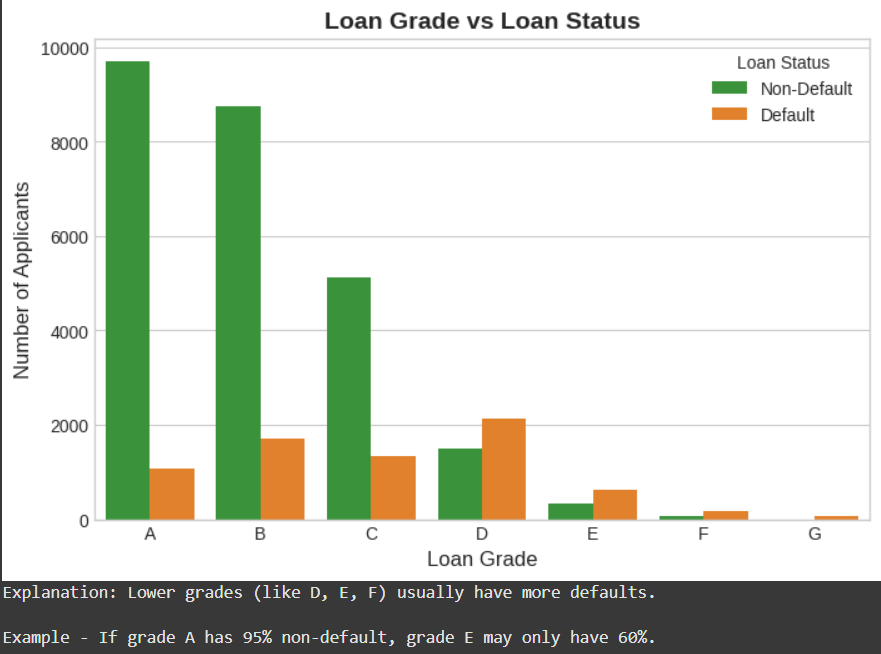 Loan Grade vs Loan Status
10000
8000
6000
4000
2000
0
Number of Applicants
Loan Status
Non-Default
Default
A B C D E F G
Loan Grade
Explanation: Lower grades (like D, E, F) usually have more defaults.
Example - If grade A has 95% non-default, grade E may only have 60%.